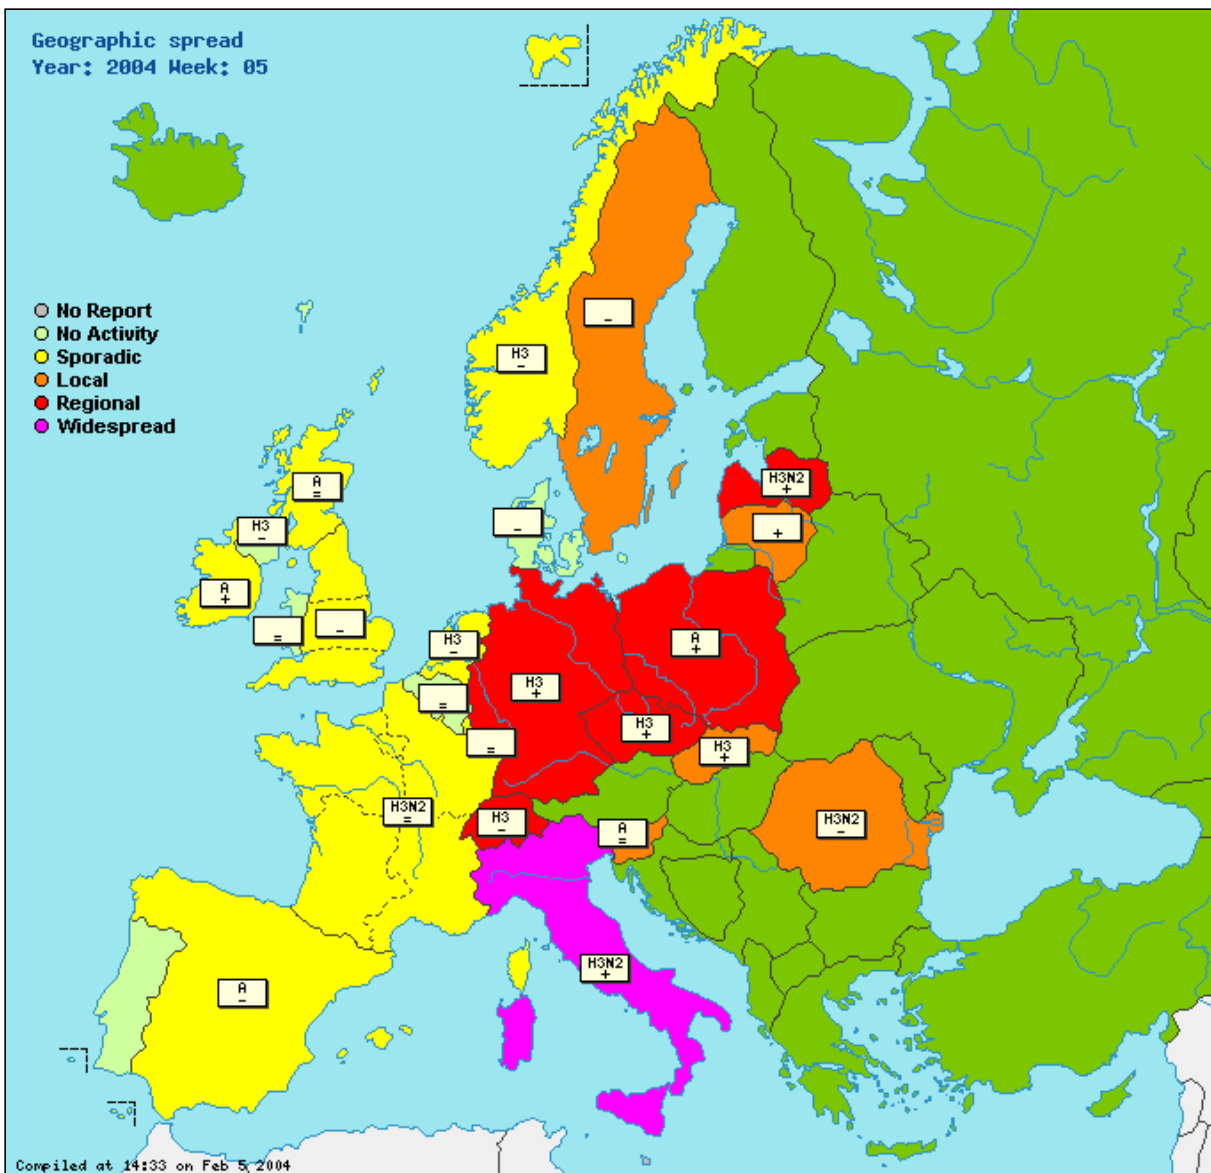 Geographic spread
Year: 2004 Week: 05
No Report
No Activity
Sporadic
Local
Regional
Widespread
–
H3
–
A
=
H3
–
A
+
=
–
–
H3N2
+
+
H3
–
=
=
H3
+
A
+
H3
+
H3
+
H3N2
=
H3
–
A
=
H3N2
–
H3N2
+
A
–
Compiled at 14:33 on Feb 5 2004